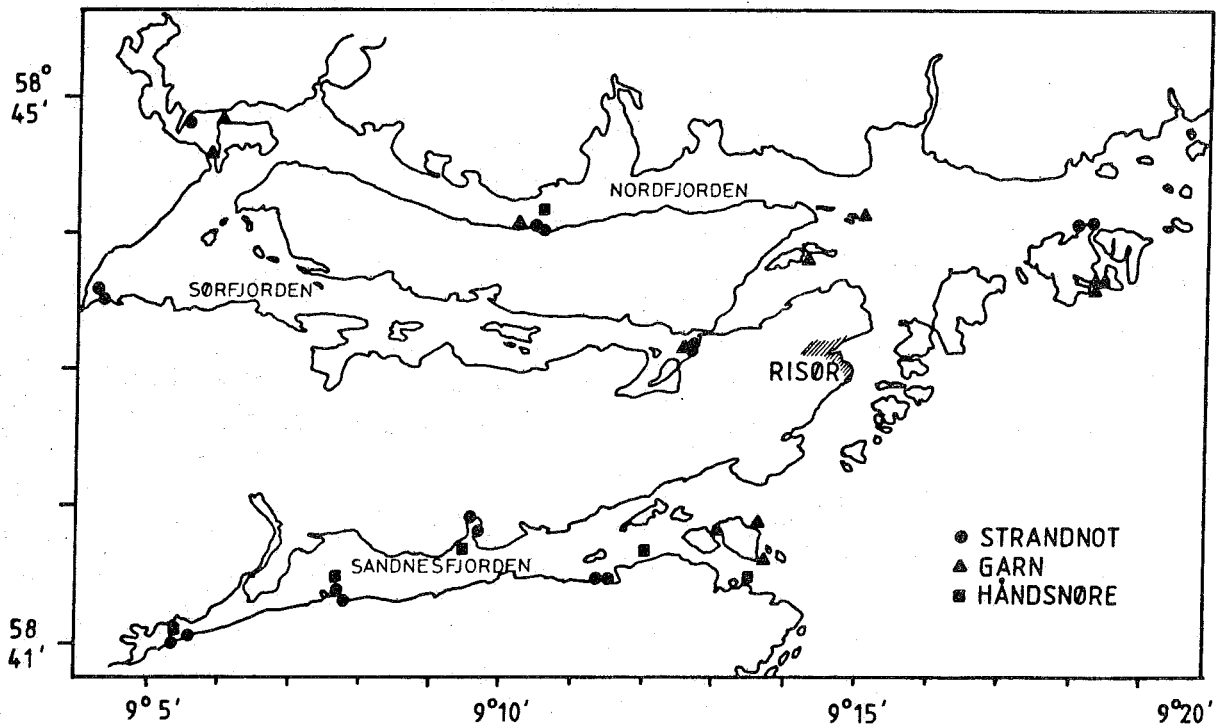 58°
45'
NORDFJORDEN
SØRFJORDEN
RISØR
STRANDNOT
GARN
HÅNDSNØRE
SANDNESFJORDEN
58
41'
9° 5'
9° 10'
9° 15'
9° 20'